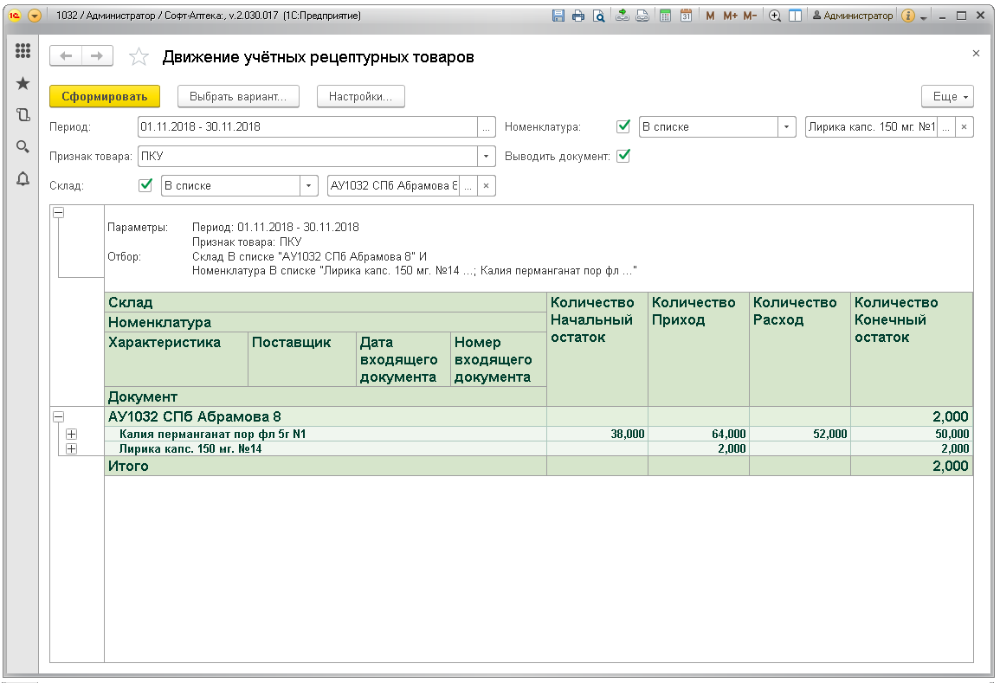 1032 / Администратор / Софт-Аптека:, v.2.030.017 (1С:Предприятие)
M M+ M- Администратор
Движение учётных рецептурных товаров
Сформировать Выбрать вариант... Настройки... Еще
Период: 01.11.2018 - 30.11.2018 ... Номенклатура: В списке Лирика капс. 150 мг. №1 ... ×
Признак товара: ПКУ Выводить документ:
Склад: В списке АУ1032 СПб Абрамова 8 ... ×
Параметры: Период: 01.11.2018 - 30.11.2018
Признак товара: ПКУ
Отбор: Склад В списке "АУ1032 СПб Абрамова 8" И
Номенклатура В списке "Лирика капс. 150 мг. №14 ...; Калия перманганат пор фл ..."
Склад
Номенклатура
Характеристика
Поставщик
Дата
входящего
документа
Номер
входящего
документа
Документ
Количество
Начальный
остаток
Количество
Приход
Количество
Расход
Количество
Конечный
остаток
АУ1032 СПб Абрамова 8 2,000
Калия перманганат пор фл 5г N1 38,000 64,000 52,000 50,000
Лирика капс. 150 мг. №14 2,000 2,000
Итого 2,000